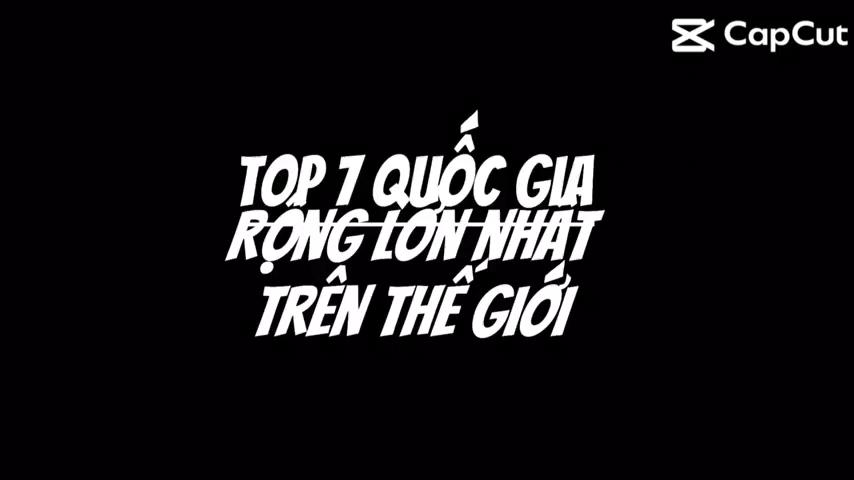 CapCut
TOP 7 QUỐC GIA
RỘNG LỚN NHẤT
TRÊN THẾ GIỚI